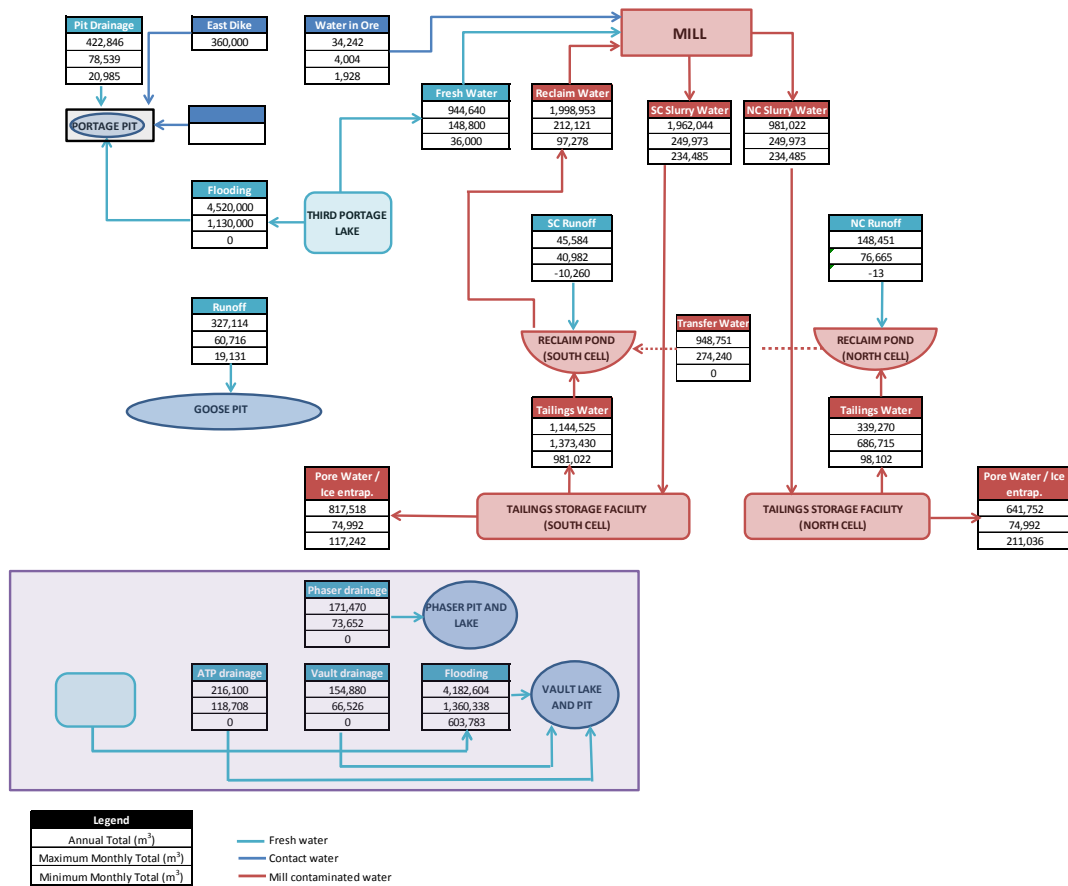 Pit Drainage
422,846
78,539
20,985
East Dike
360,000
Water in Ore
34,242
4,004
1,928
MILL
PORTAGE PIT
Fresh Water
944,640
148,800
36,000
Reclaim Water
1,998,953
212,121
97,278
SC Slurry Water
1,962,044
249,973
234,485
NC Slurry Water
981,022
249,973
234,485
Flooding
4,520,000
1,130,000
0
THIRD PORTAGE
LAKE
SC Runoff
45,584
40,982
-10,260
NC Runoff
148,451
76,665
-13
Runoff
327,114
60,716
19,131
GOOSE PIT
RECLAIM POND
(SOUTH CELL)
Transfer Water
948,751
274,240
0
RECLAIM POND
(NORTH CELL)
Tailings Water
1,144,525
1,373,430
981,022
Tailings Water
339,270
686,715
98,102
Pore Water /
Ice entrap.
817,518
74,992
117,242
TAILINGS STORAGE FACILITY
(SOUTH CELL)
TAILINGS STORAGE FACILITY
(NORTH CELL)
Pore Water / Ice
entrap.
641,752
74,992
211,036
Phaser drainage
171,470
73,652
0
PHASER PIT AND
LAKE
ATP drainage
216,100
118,708
0
Vault drainage
154,880
66,526
0
Flooding
4,182,604
1,360,338
603,783
VAULT LAKE
AND PIT
Legend
Annual Total (m³)
Maximum Monthly Total (m³)
Minimum Monthly Total (m³)
Fresh water
Contact water
Mill contaminated water